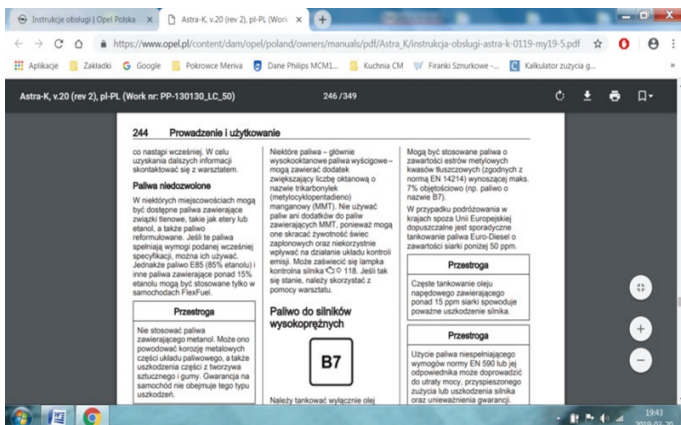 Instrukcje obsługi | Opel Polska
Astra-K, v.20 (rev 2), pl-PL (Work
https://www.opel.pl/content/dam/opel/poland/owners/manuals/pdf/Astra_K/instrukcja-obslugi-astra-k-0119-my19-5.pdf
Aplikacje Zakładki Google Pokrowce Meriva Dane Philips MCM1... Kuchnia CM Firanki Sznurkowe -... Kalkulator zużycia g... »
Astra-K, v.20 (rev 2), pl-PL (Work nr: PP-130130_LC_50) 246 / 349
244 Prowadzenie i użytkowanie
co nastąpi wcześniej. W celu
uzyskania dalszych informacji
skontaktować się z warsztatem.
Paliwa niedozwolone
W niektórych miejscowościach mogą
być dostępne paliwa zawierające
związki tlenowe, takie jak etery lub
etanol, a także paliwo
reformulowane. Jeśli te paliwa
spełniają wymogi podanej wcześniej
specyfikacji, można ich używać.
Jednakże paliwo E85 (85% etanolu) i
inne paliwa zawierające ponad 15%
etanolu mogą być stosowane tylko w
samochodach FlexFuel.
Przestroga
Nie stosować paliwa
zawierającego metanol. Może ono
powodować korozję metalowych
części układu paliwowego, a także
uszkodzenia części z tworzywa
sztucznego i gumy. Gwarancja na
samochód nie obejmuje tego typu
uszkodzeń.
Niektóre paliwa – głównie
wysokooktanowe paliwa wyścigowe –
mogą zawierać dodatek
zwiększający liczbę oktanową o
nazwie trikarbonylek
(metylocyklopentadieno)
manganowy (MMT). Nie używać
paliw ani dodatków do paliw
zawierających MMT, ponieważ mogą
one skracać żywotność świec
zapłonowych oraz niekorzystnie
wpływać na działanie układu kontroli
emisji. Może zaświecić się lampka
kontrolna silnika 118. Jeśli tak
się stanie, należy skorzystać z
pomocy warsztatu.
Paliwo do silników
wysokoprężnych
B7
Należy tankować wyłącznie olej
Mogą być stosowane paliwa o
zawartości estrów metylowych
kwasów tłuszczowych (zgodnych z
normą EN 14214) wynoszącej maks.
7% objętościowo (np. paliwo o
nazwie B7).
W przypadku podróżowania w
krajach spoza Unii Europejskiej
dopuszczalne jest sporadyczne
tankowanie paliwa Euro-Diesel o
zawartości siarki poniżej 50 ppm.
Przestroga
Częste tankowanie oleju
napędowego zawierającego
ponad 15 ppm siarki spowoduje
poważne uszkodzenie silnika.
Przestroga
Użycie paliwa niespełniającego
wymogów normy EN 590 lub jej
odpowiednika może doprowadzić
do utraty mocy, przyspieszonego
zużycia lub uszkodzenia silnika
oraz unieważnienia gwarancji.
19:43